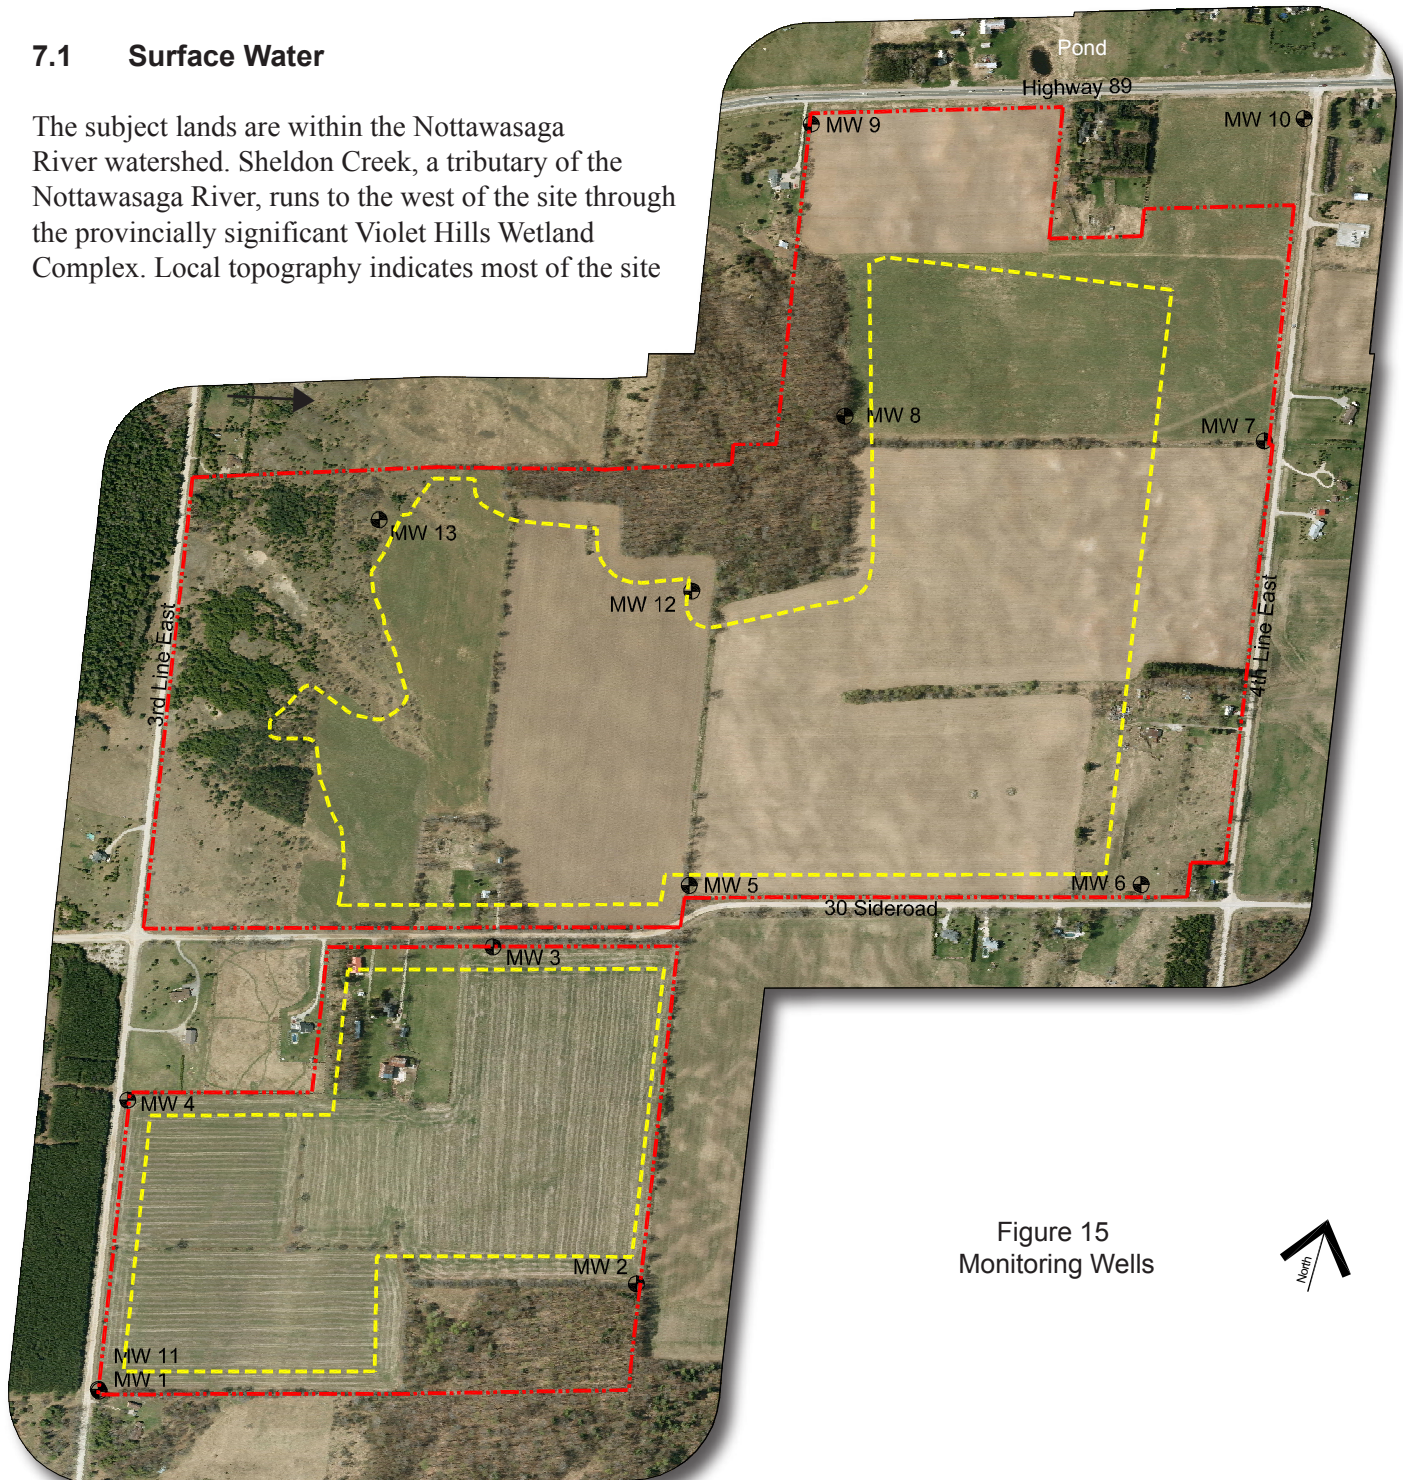 7.1 Surface Water
The subject lands are within the Nottawasaga
River watershed. Sheldon Creek, a tributary of the
Nottawasaga River, runs to the west of the site through
the provincially significant Violet Hills Wetland
Complex. Local topography indicates most of the site
Pond
Highway 89
MW 9
MW 10
MW 8
MW 7
MW 13
MW 12
3rd Line East
4th Line East
MW 5
MW 6
30 Sideroad
MW 3
MW 4
MW 2
MW 11
MW 1
Figure 15
Monitoring Wells
North